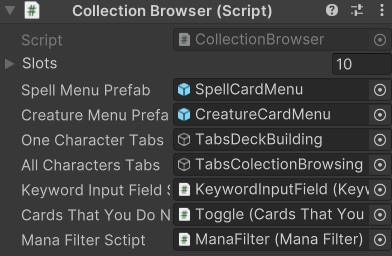 Collection Browser (Script)
Script CollectionBrowser
Slots 10
Spell Menu Prefab SpellCardMenu
Creature Menu Prefa CreatureCardMenu
One Character Tabs TabsDeckBuilding
All Characters Tabs TabsColectionBrowsing
Keyword Input Field S KeywordInputField (Keyw
Cards That You Do N Toggle (Cards That You
Mana Filter Script ManaFilter (Mana Filter)